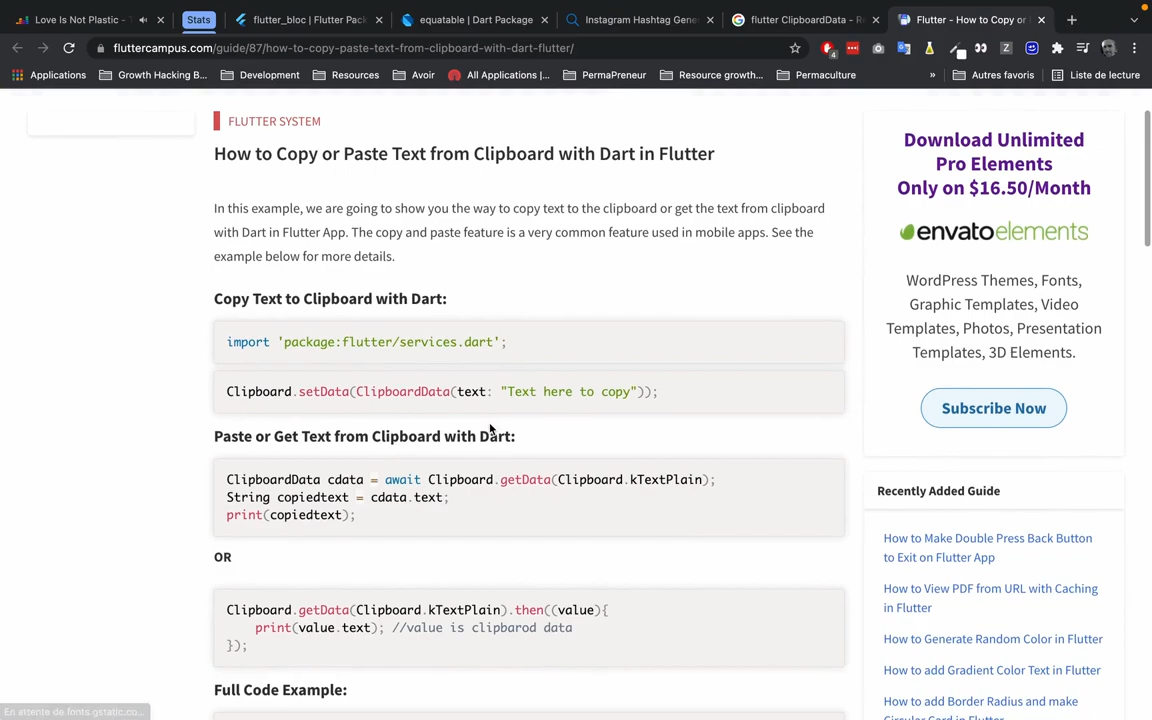 Love Is Not Plastic - T
Stats
flutter_bloc | Flutter Pack
equatable | Dart Package
Instagram Hashtag Gene
flutter ClipboardData - Re
Flutter - How to Copy or
fluttercampus.com/guide/87/how-to-copy-paste-text-from-clipboard-with-dart-flutter/
4
Applications
Growth Hacking B...
Development
Resources
Avoir
All Applications |...
PermaPreneur
Resource growth...
Permaculture
»
Autres favoris
Liste de lecture
FLUTTER SYSTEM
How to Copy or Paste Text from Clipboard with Dart in Flutter
In this example, we are going to show you the way to copy text to the clipboard or get the text from clipboard
with Dart in Flutter App. The copy and paste feature is a very common feature used in mobile apps. See the
example below for more details.
Copy Text to Clipboard with Dart:
import 'package:flutter/services.dart';
Clipboard.setData(ClipboardData(text: "Text here to copy"));
Paste or Get Text from Clipboard with Dart:
ClipboardData cdata = await Clipboard.getData(Clipboard.kTextPlain);
String copiedtext = cdata.text;
print(copiedtext);
OR
Clipboard.getData(Clipboard.kTextPlain).then((value){
print(value.text); //value is clipbarod data
});
Full Code Example:
Download Unlimited
Pro Elements
Only on $16.50/Month
envatoelements
WordPress Themes, Fonts,
Graphic Templates, Video
Templates, Photos, Presentation
Templates, 3D Elements.
Subscribe Now
Recently Added Guide
How to Make Double Press Back Button
to Exit on Flutter App
How to View PDF from URL with Caching
in Flutter
How to Generate Random Color in Flutter
How to add Gradient Color Text in Flutter
How to add Border Radius and make
Circular Card in Flutter
En attente de fonts.gstatic.co...